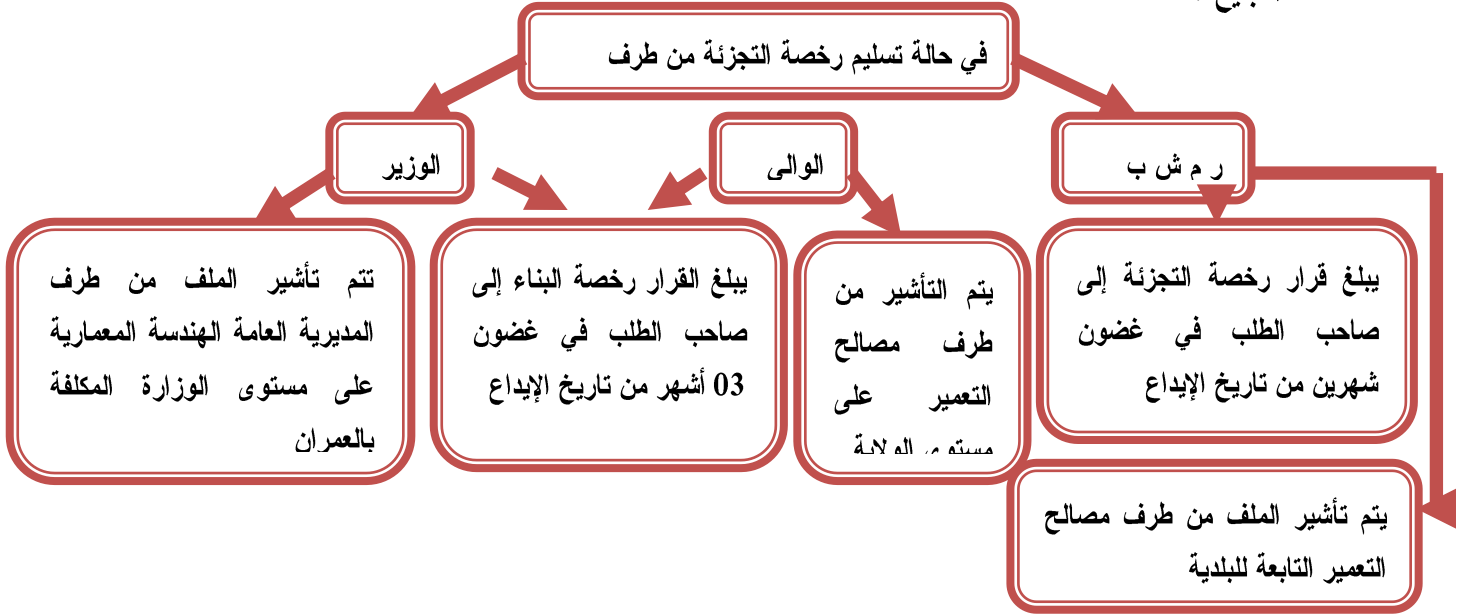 في حالة تسليم رخصة التجزئة من طرف
ر م ش ب
الوالي
الوزير
يبلغ قرار رخصة التجزئة إلى
صاحب الطلب في غضون
شهرين من تاريخ الإيداع
يتم التأشير من
طرف مصالح
التعمير على
مستوى الولاية
يبلغ القرار رخصة البناء إلى
صاحب الطلب في غضون
03 أشهر من تاريخ الإيداع
تتم تأشير الملف من طرف
المديرية العامة الهندسة المعمارية
على مستوى الوزارة المكلفة
بالعمران
يتم تأشير الملف من طرف مصالح
التعمير التابعة للبلدية